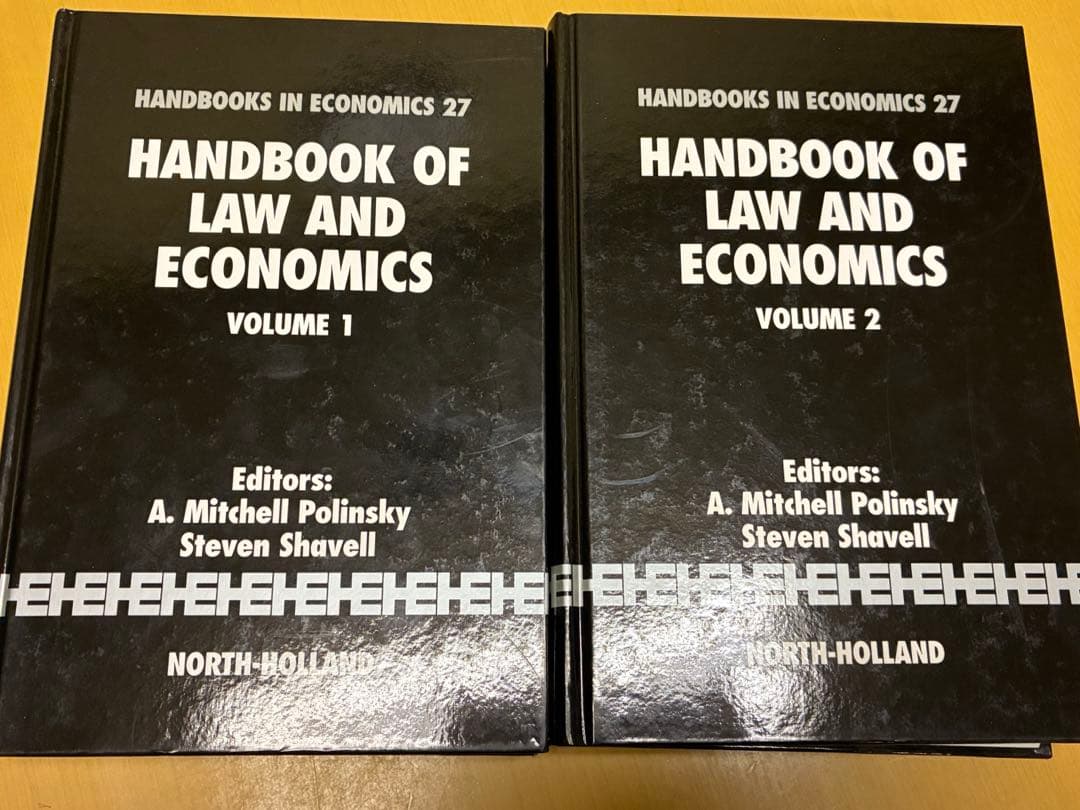 HANDBOOKS IN ECONOMICS 27
HANDBOOK OF
LAW AND
ECONOMICS
VOLUME 1
Editors:
A. Mitchell Polinsky
Steven Shavell
NORTH-HOLLAND
HANDBOOKS IN ECONOMICS 27
HANDBOOK OF
LAW AND
ECONOMICS
VOLUME 2
Editors:
A. Mitchell Polinsky
Steven Shavell
NORTH-HOLLAND